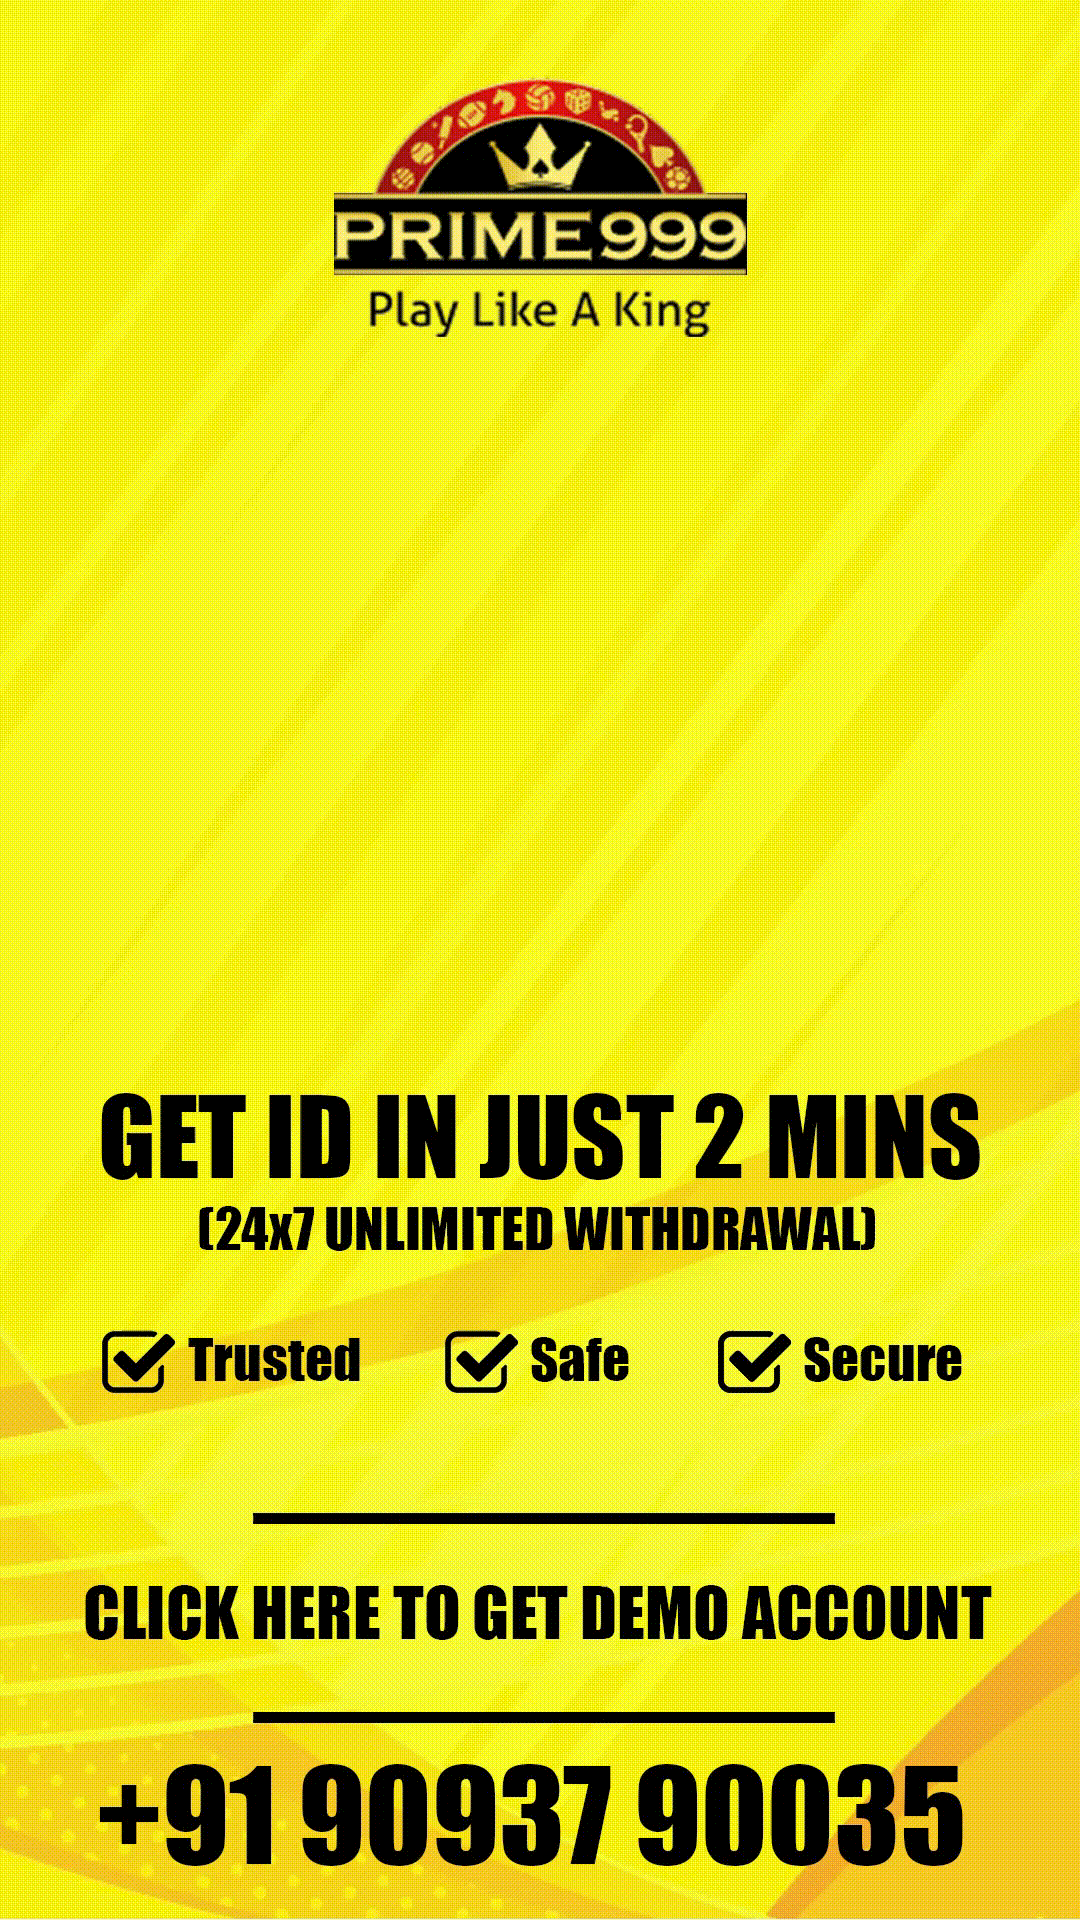 PRIME999
Play Like A King
GET ID IN JUST 2 MINS
(24x7 UNLIMITED WITHDRAWAL)
Trusted Safe Secure
CLICK HERE TO GET DEMO ACCOUNT
+91 90937 90035